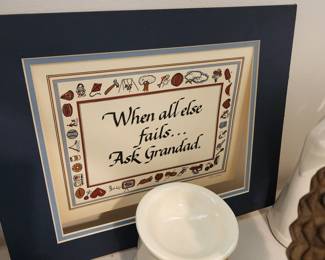 When all else
fails...
Ask Grandad.